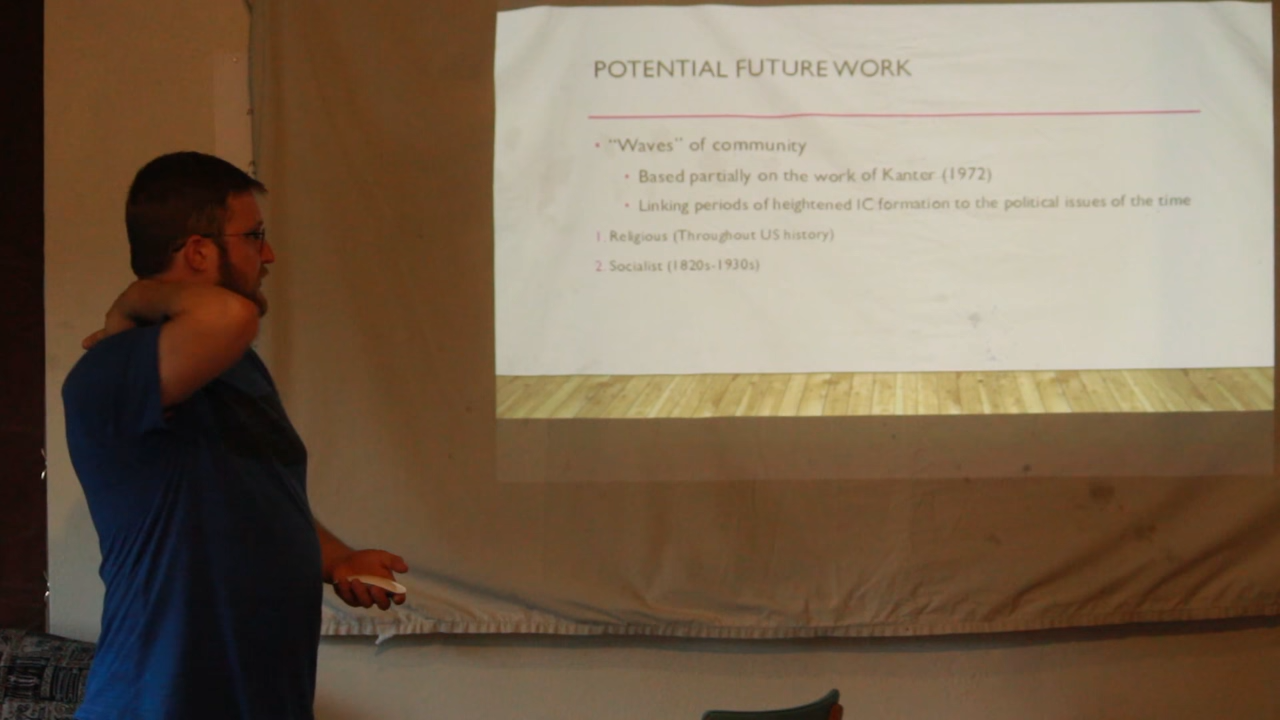 POTENTIAL FUTURE WORK
• "Waves" of community
• Based partially on the work of Kanter (1972)
• Linking periods of heightened IC formation to the political issues of the time
1. Religious (Throughout US history)
2. Socialist (1820s-1930s)